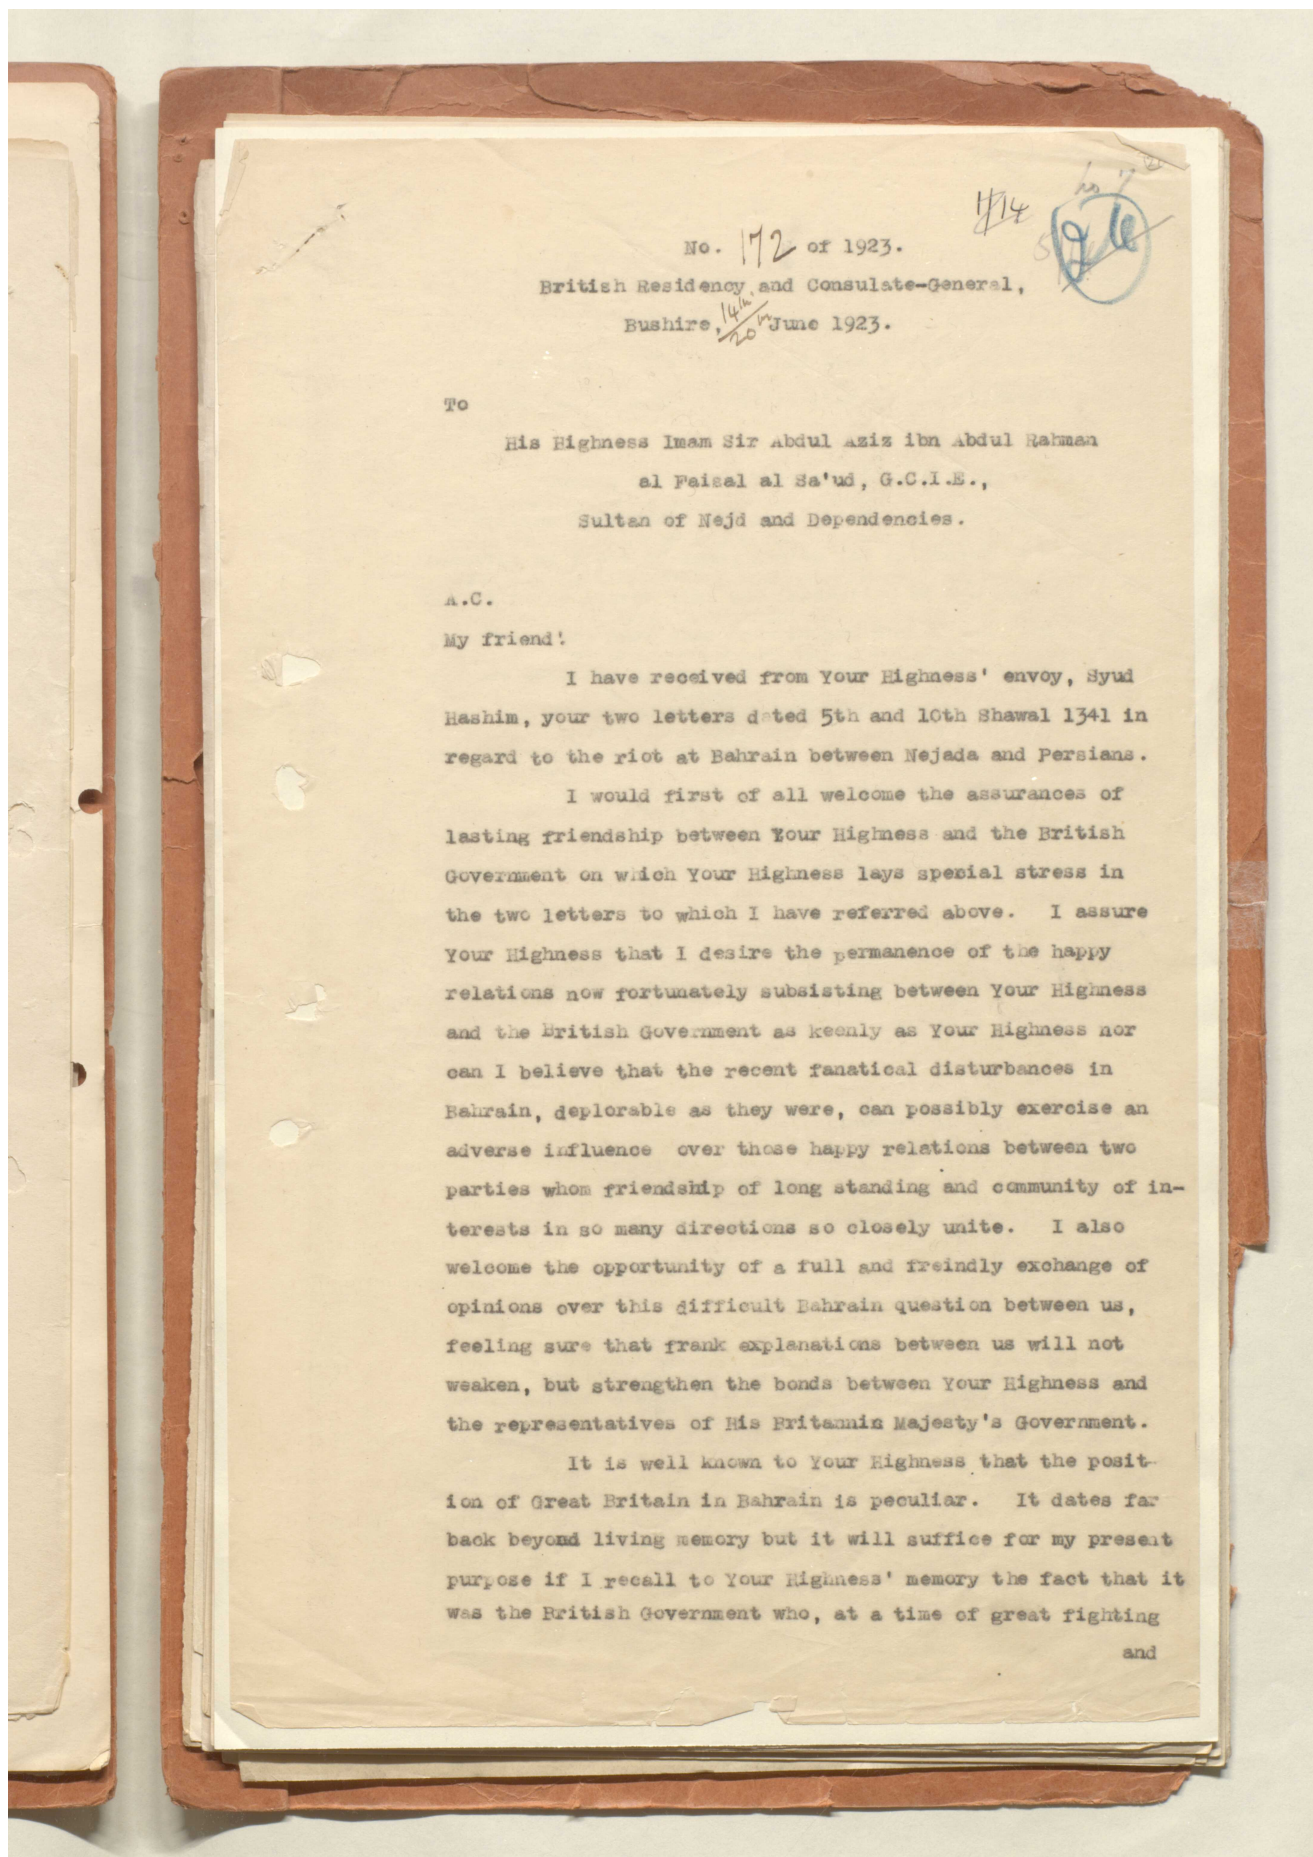 1/14
No. 172 of 1923.
British Residency and Consulate-General,
Bushire, 14th/20th June 1923.
To
His Highness Imam Sir Abdul Aziz ibn Abdul Rahman
al Faisal al Sa'ud, G.C.I.E.,
Sultan of Nejd and Dependencies.
A.C.
My friend!
I have received from Your Highness' envoy, Syud
Hashim, your two letters dated 5th and 10th Shawal 1341 in
regard to the riot at Bahrain between Nejada and Persians.
I would first of all welcome the assurances of
lasting friendship between Your Highness and the British
Government on which Your Highness lays special stress in
the two letters to which I have referred above. I assure
Your Highness that I desire the permanence of the happy
relations now fortunately subsisting between Your Highness
and the British Government as keenly as Your Highness nor
can I believe that the recent fanatical disturbances in
Bahrain, deplorable as they were, can possibly exercise an
adverse influence over those happy relations between two
parties whom friendship of long standing and community of in-
terests in so many directions so closely unite. I also
welcome the opportunity of a full and freindly exchange of
opinions over this difficult Bahrain question between us,
feeling sure that frank explanations between us will not
weaken, but strengthen the bonds between Your Highness and
the representatives of His Britannic Majesty's Government.
It is well known to Your Highness that the posit-
ion of Great Britain in Bahrain is peculiar. It dates far
back beyond living memory but it will suffice for my present
purpose if I recall to Your Highness' memory the fact that it
was the British Government who, at a time of great fighting
and